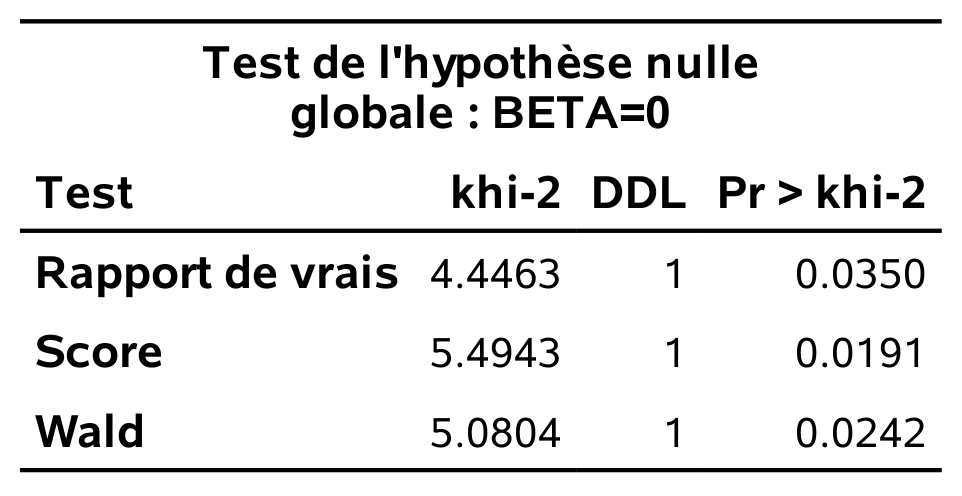 Test de l'hypothèse nulle
globale : BETA=0
Test khi-2 DDL Pr > khi-2
Rapport de vrais 4.4463 1 0.0350
Score 5.4943 1 0.0191
Wald 5.0804 1 0.0242